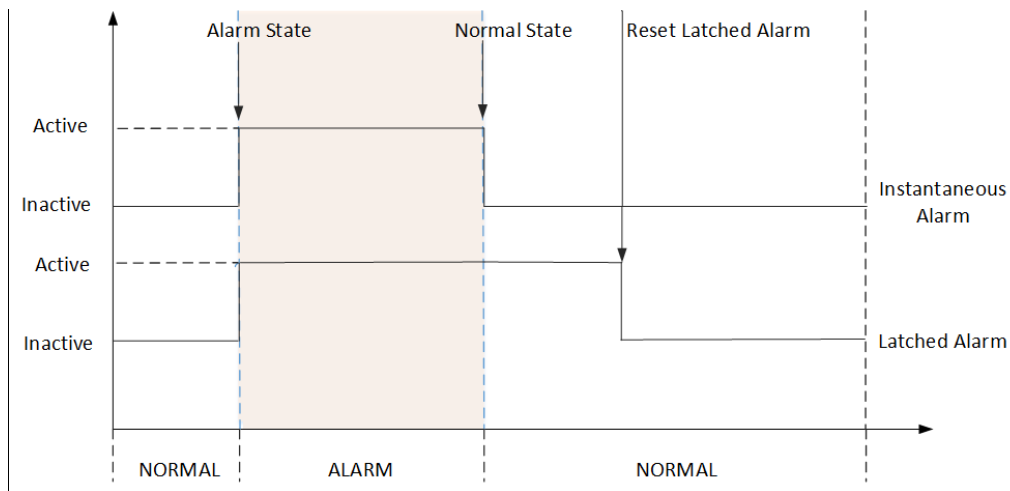 Alarm State
Normal State
Reset Latched Alarm
Active
Inactive
Instantaneous
Alarm
Active
Inactive
Latched Alarm
NORMAL
ALARM
NORMAL